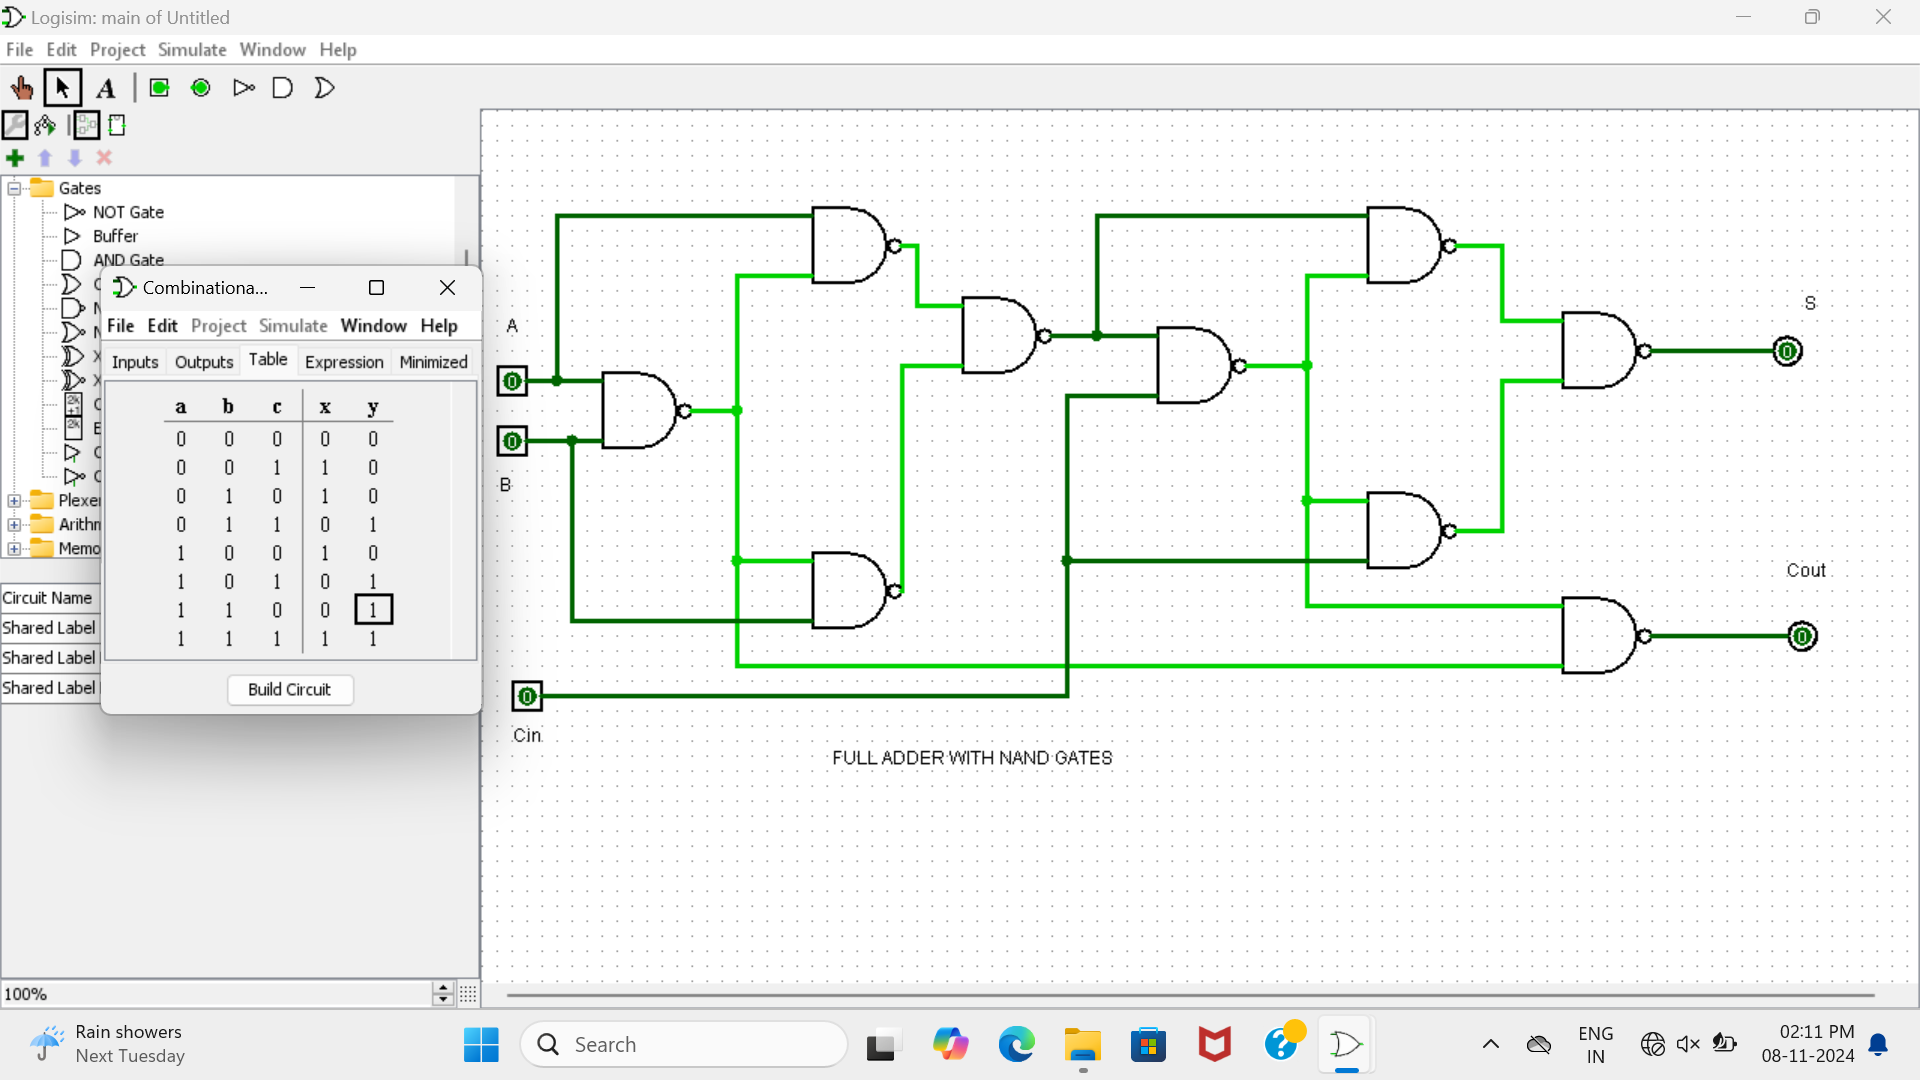 Logisim: main of Untitled
File Edit Project Simulate Window Help
A
Gates
NOT Gate
Buffer
AND Gate
Combinationa...
File Edit Project Simulate Window Help
Inputs Outputs Table Expression Minimized
a b c x y
0 0 0 0 0
0 0 1 1 0
0 1 0 1 0
0 1 1 0 1
1 0 0 1 0
1 0 1 0 1
1 1 0 0 1
1 1 1 1 1
Build Circuit
Plexer
Arithm
Memo
Circuit Name
Shared Label
Shared Label
Shared Label
100%
A
0
B
0
Cin
0
S
0
Cout
0
FULL ADDER WITH NAND GATES
Rain showers
Next Tuesday
Search
ENG
IN
02:11 PM
08-11-2024